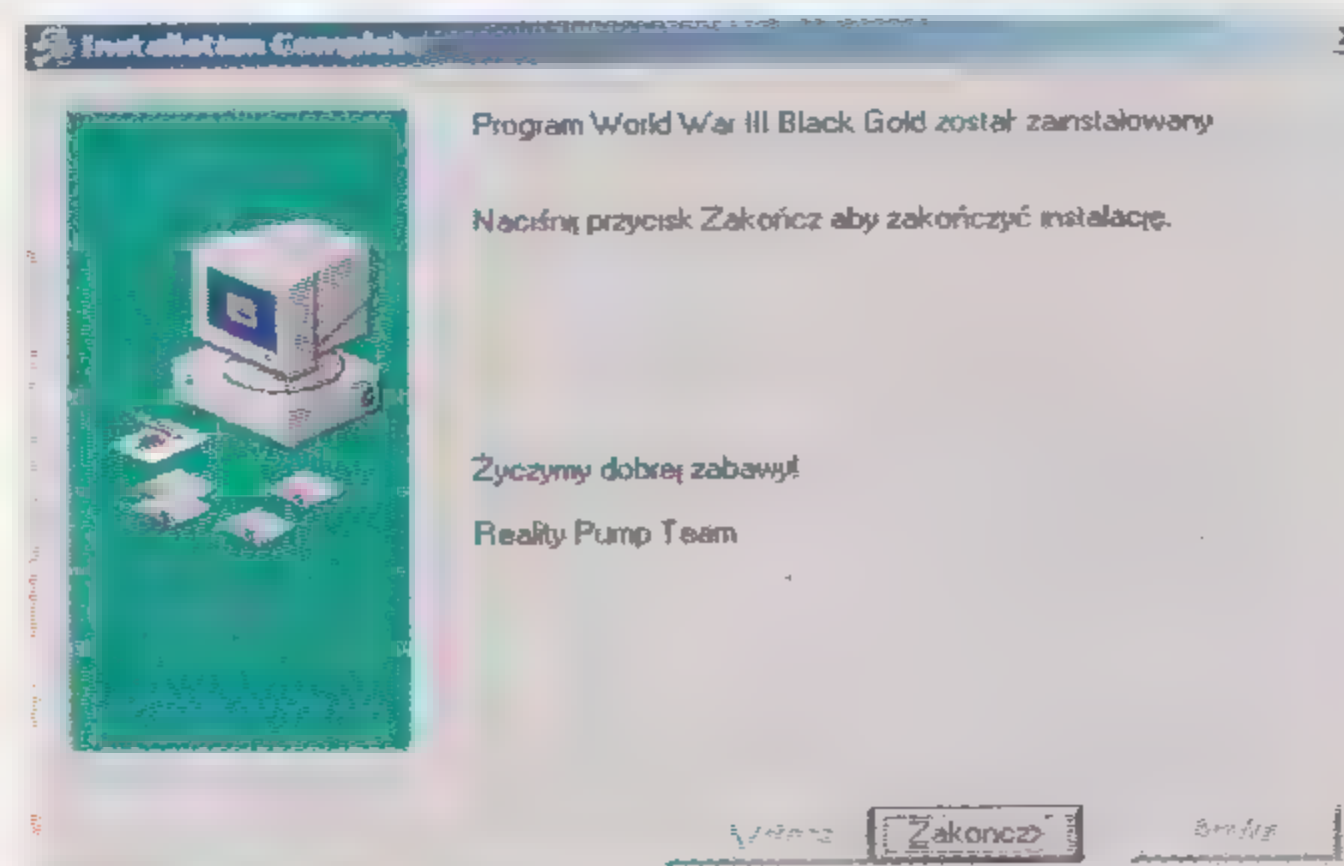 Installation Complete
Program World War III Black Gold został zainstalowany
Naciśnij przycisk Zakończ aby zakończyć instalację.
Życzymy dobrej zabawy!
Reality Pump Team
Zakończ>